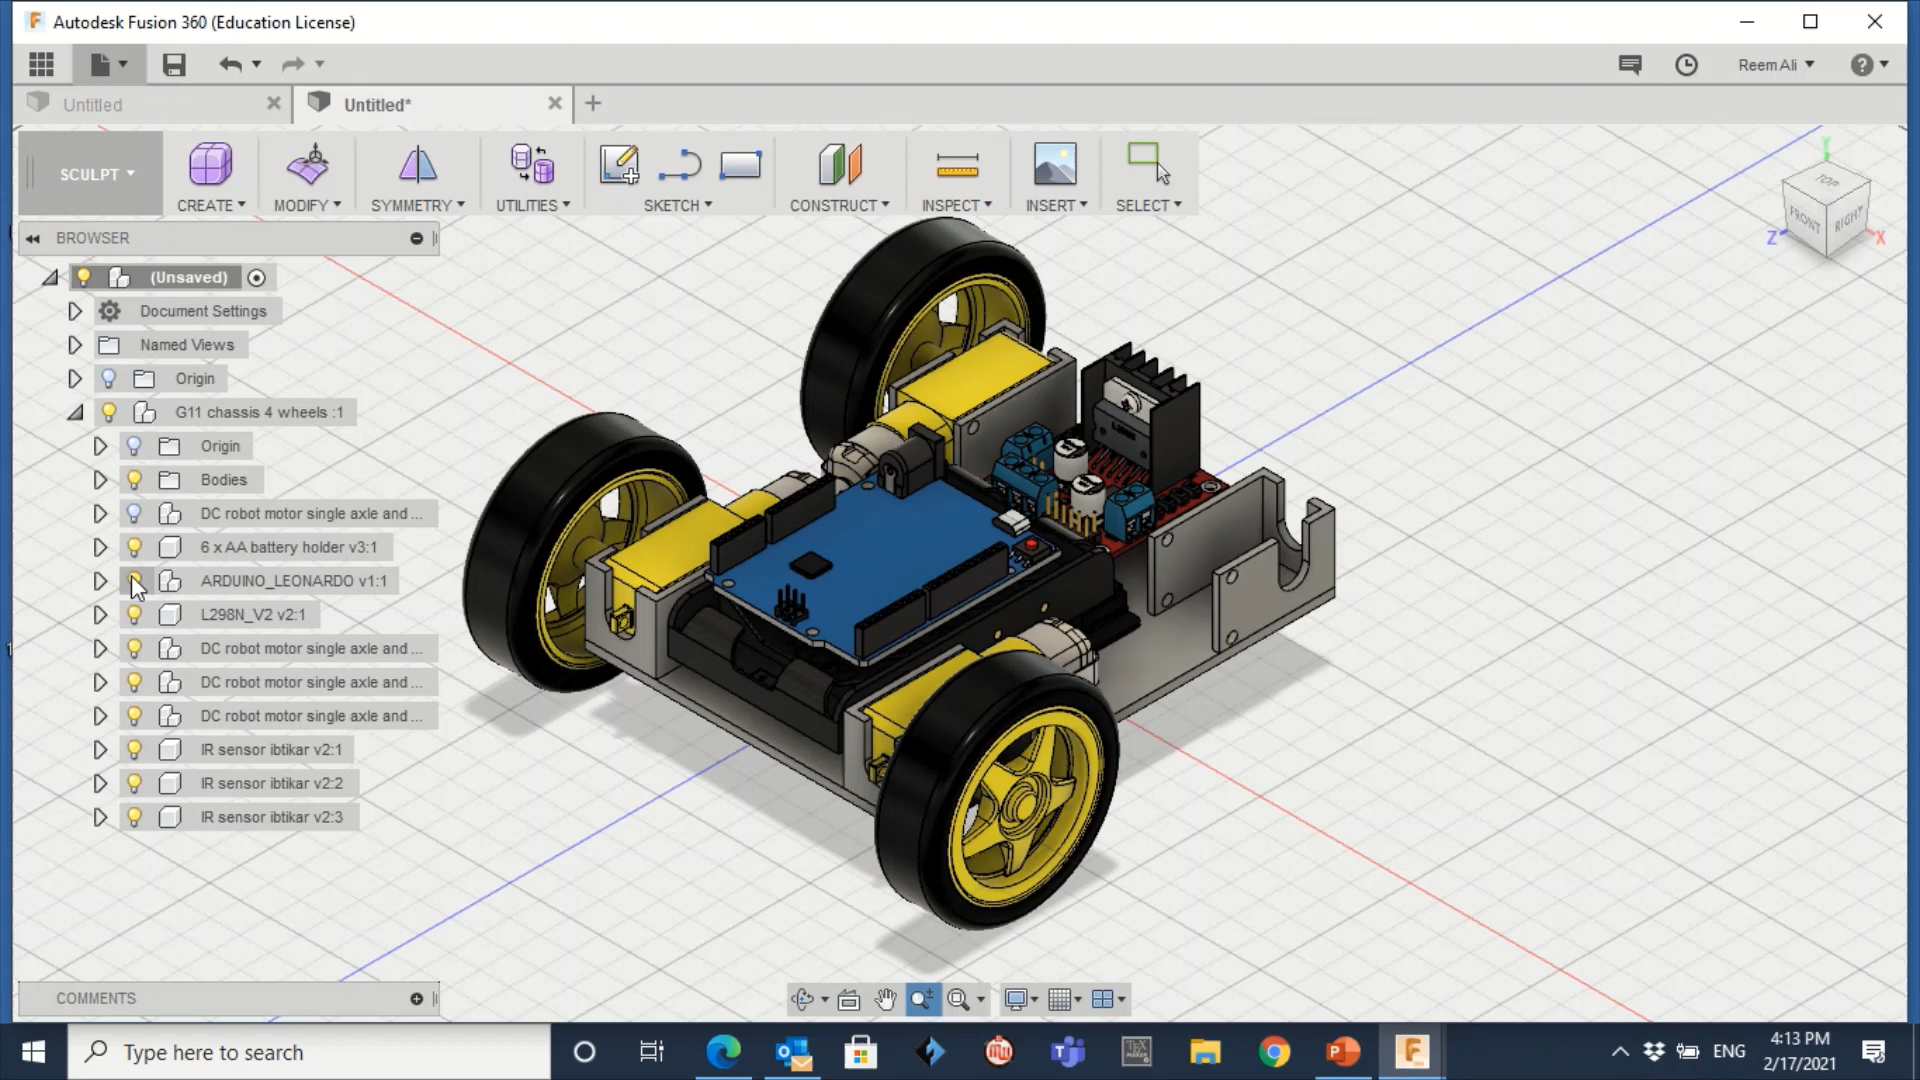 Autodesk Fusion 360 (Education License)
Reem Ali
Untitled
Untitled*
SCULPT
CREATE
MODIFY
SYMMETRY
UTILITIES
SKETCH
CONSTRUCT
INSPECT
INSERT
SELECT
Y
TOP
FRONT
RIGHT
Z
X
BROWSER
(Unsaved)
Document Settings
Named Views
Origin
G11 chassis 4 wheels :1
Origin
Bodies
DC robot motor single axle and ...
6 x AA battery holder v3:1
ARDUINO_LEONARDO v1:1
L298N_V2 v2:1
DC robot motor single axle and ...
DC robot motor single axle and ...
DC robot motor single axle and ...
IR sensor ibtikar v2:1
IR sensor ibtikar v2:2
IR sensor ibtikar v2:3
COMMENTS
Type here to search
ENG
4:13 PM
2/17/2021